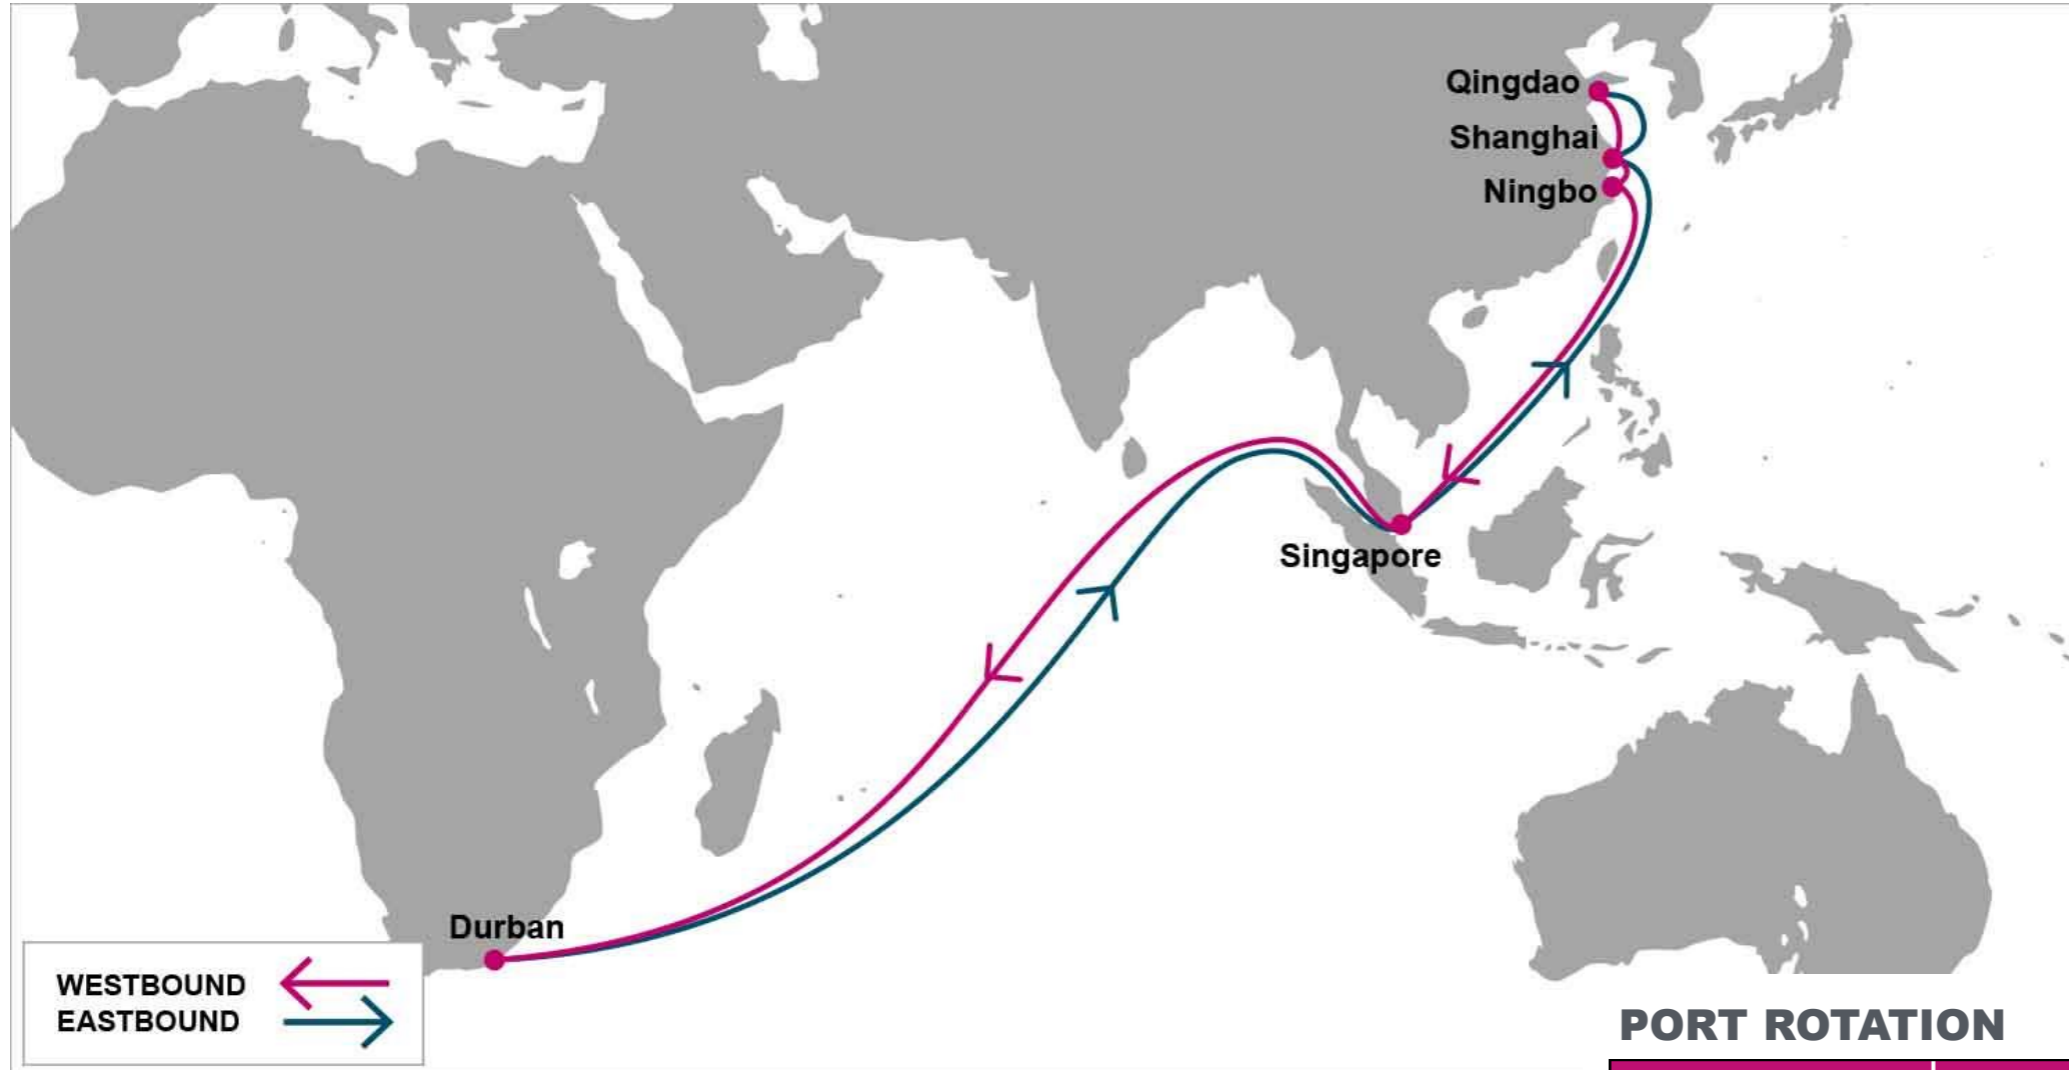 Qingdao
Shanghai
Ningbo
Singapore
Durban
WESTBOUND
EASTBOUND
PORT ROTATION